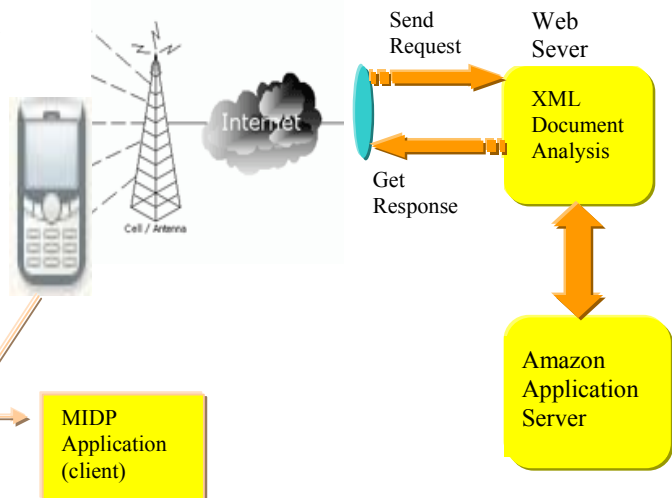 Send
Request
Web
Sever
XML
Document
Analysis
Internet
Get
Response
Cell / Antenna
Amazon
Application
Server
MIDP
Application
(client)